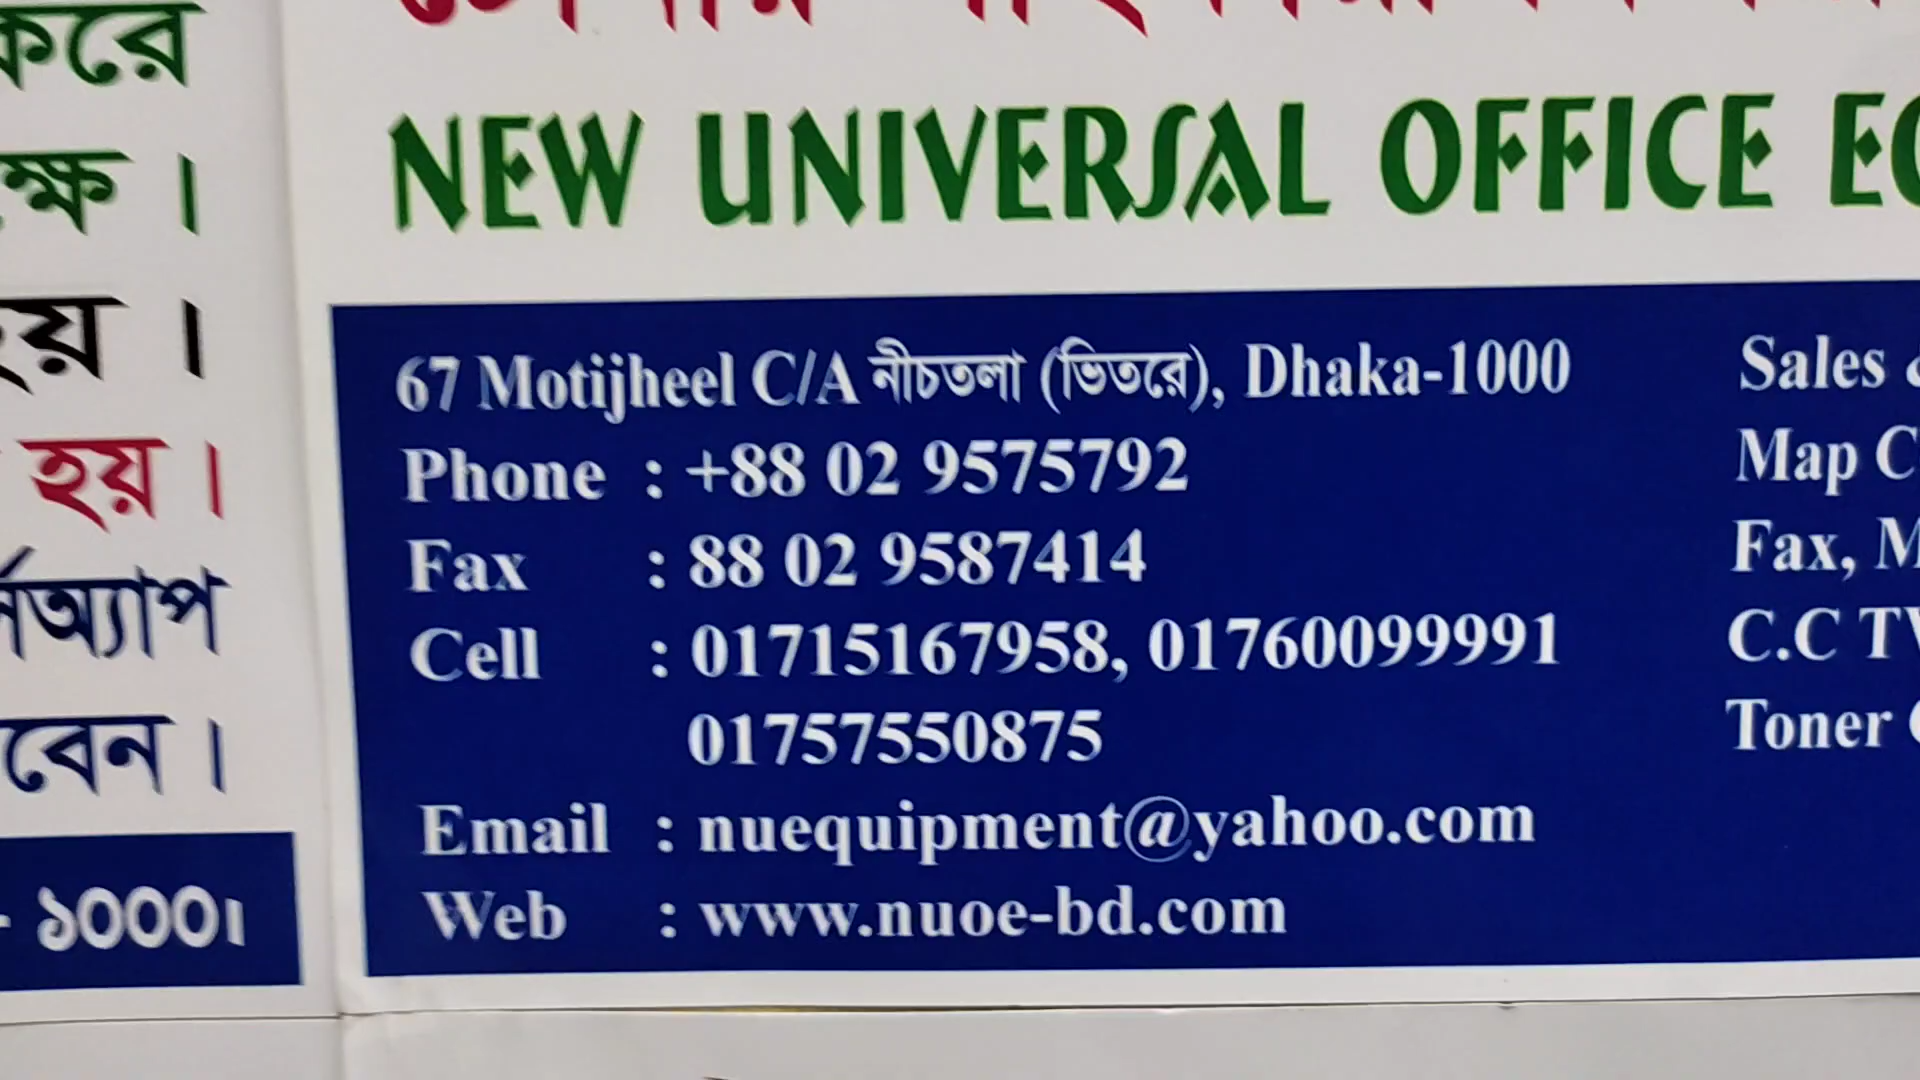 করে
ক্ষ ।
হয় ।
হয় ।
র্সঅ্যাপ
বেন ।
- ১০০০।
NEW UNIVERSAL OFFICE
67 Motijheel C/A নীচতলা (ভিতরে), Dhaka-1000
Phone : +88 02 9575792
Fax : 88 02 9587414
Cell : 01715167958, 01760099991
01757550875
Email : nuequipment@yahoo.com
Web : www.nuoe-bd.com
Sales
Map C
Fax, M
C.C TV
Toner